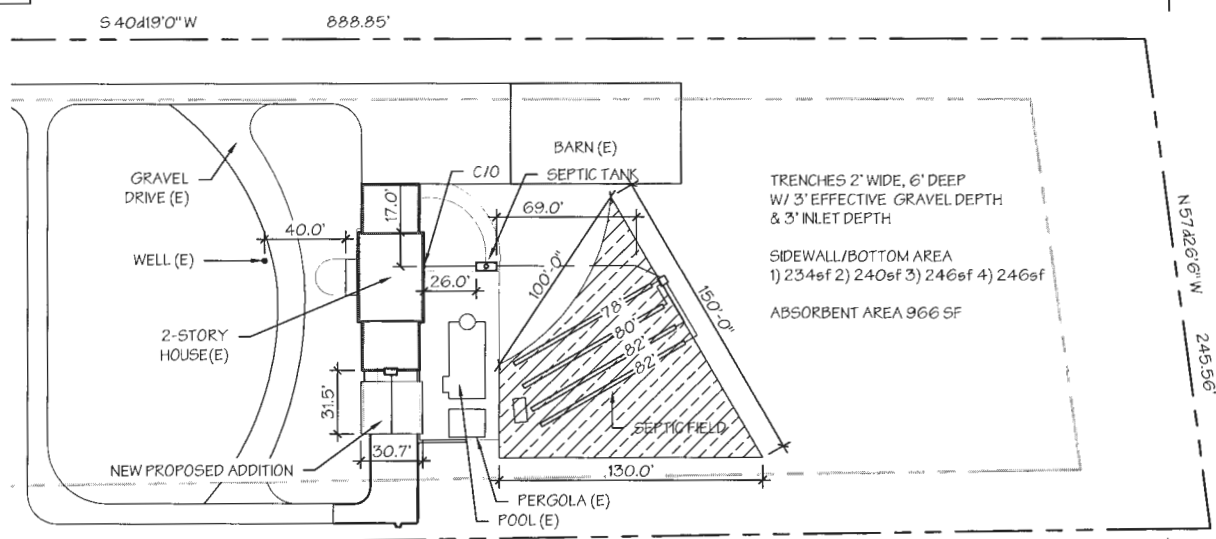 S 40d19'0" W 888.85'
BARN (E)
C/O
SEPTIC TANK
GRAVEL
DRIVE (E)
17.0'
69.0'
TRENCHES 2' WIDE, 6' DEEP
W/ 3' EFFECTIVE GRAVEL DEPTH
& 3' INLET DEPTH
40.0'
WELL (E)
SIDEWALL/BOTTOM AREA
1) 234sf 2) 240sf 3) 246sf 4) 246sf
26.0'
100'-0"
150'-0"
ABSORBENT AREA 966 SF
N 57d26'6" W 245.56'
78'
80'
82'
82'
2-STORY
HOUSE(E)
31.5'
SEPTIC FIELD
30.7'
NEW PROPOSED ADDITION
130.0'
PERGOLA (E)
POOL (E)